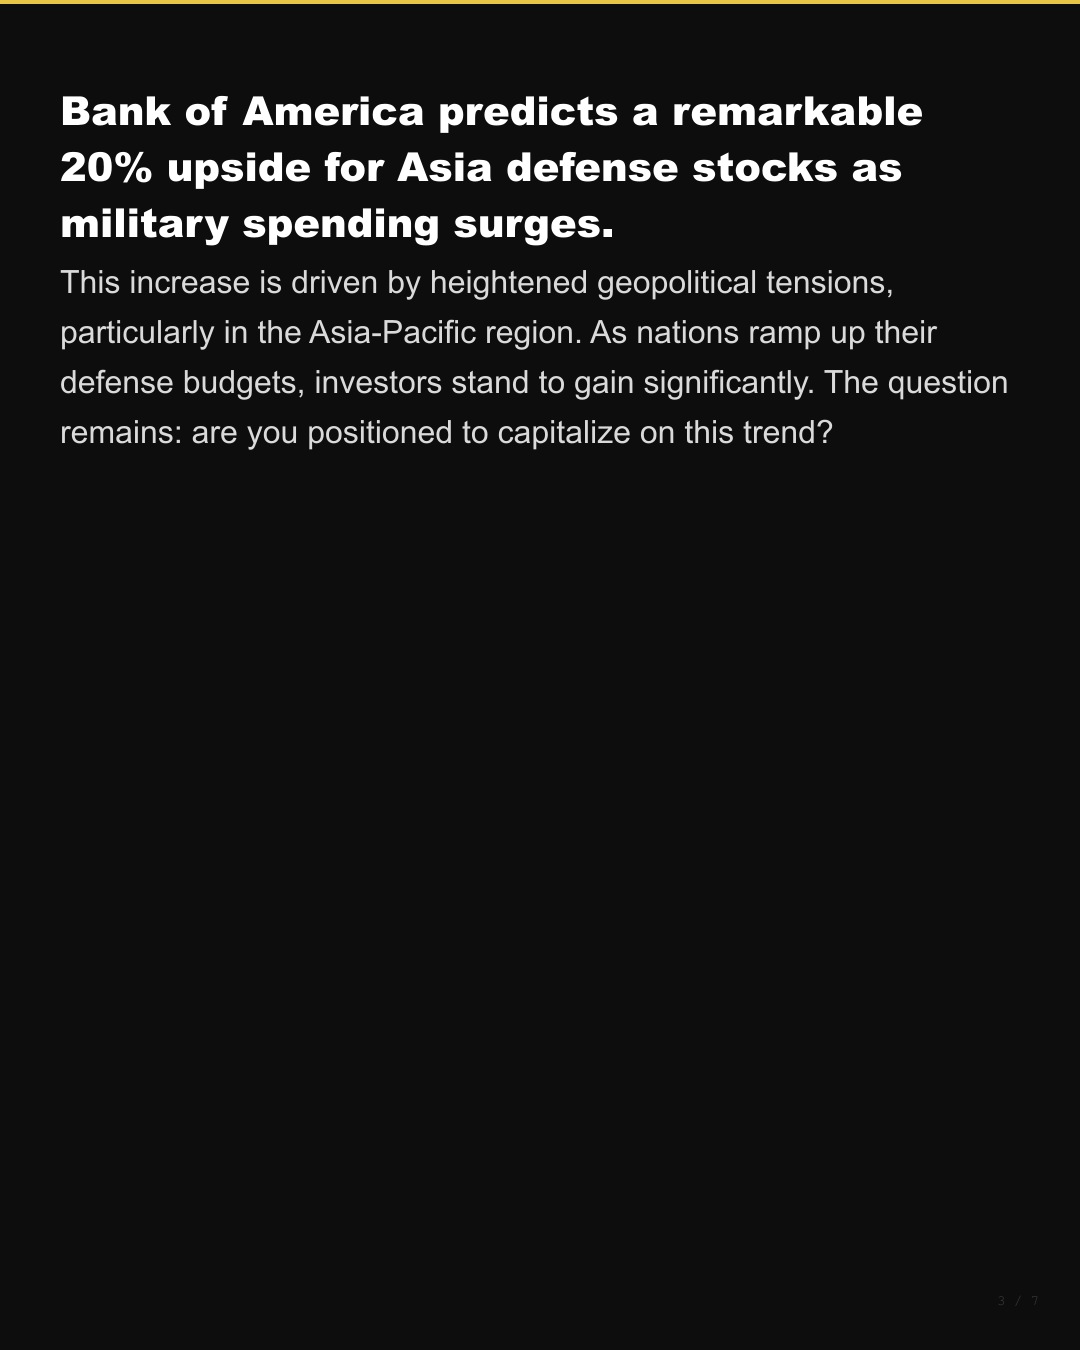 Bank of America predicts a remarkable
20% upside for Asia defense stocks as
military spending surges.
This increase is driven by heightened geopolitical tensions,
particularly in the Asia-Pacific region. As nations ramp up their
defense budgets, investors stand to gain significantly. The question
remains: are you positioned to capitalize on this trend?
3 / 7